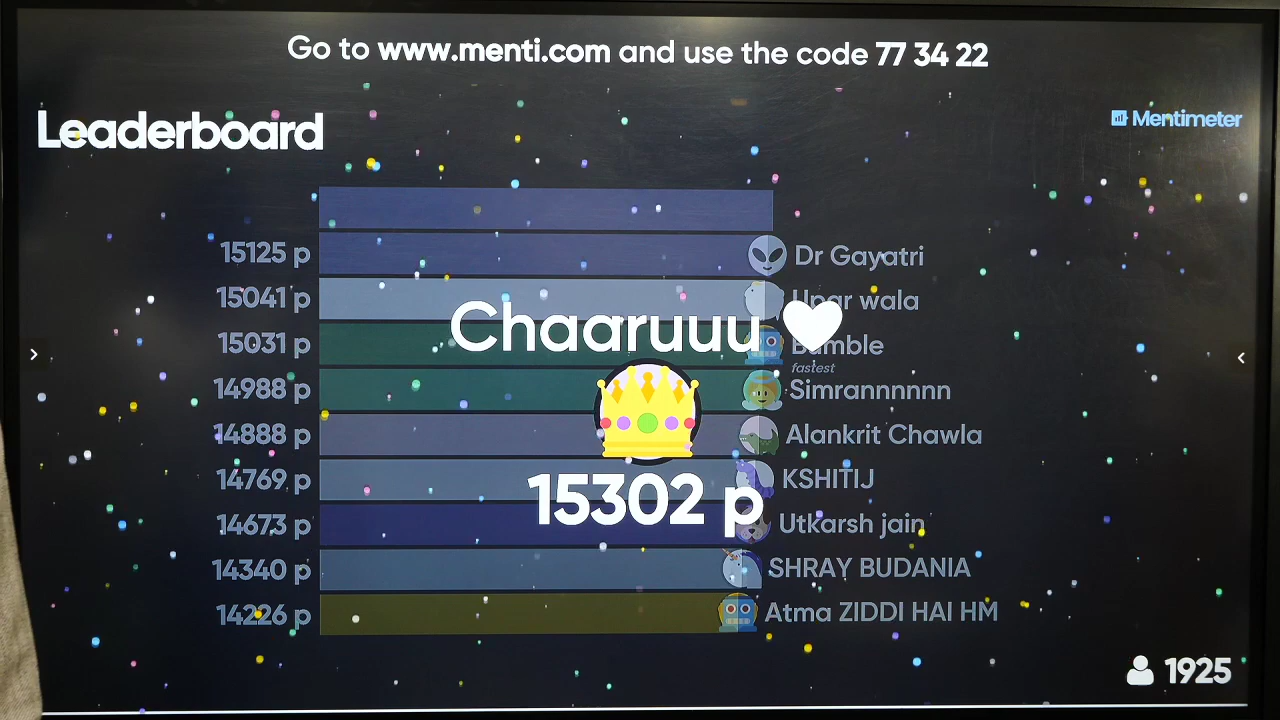 Go to www.menti.com and use the code 77 34 22
Leaderboard
Mentimeter
15125 p Dr Gayatri
15041 p Upar wala
Chaaruuu
15031 p Bumble
fastest
14988 p Simrannnnnn
14888 p Alankrit Chawla
14769 p KSHITIJ
15302 p
14673 p Utkarsh jain
14340 p SHRAY BUDANIA
14226 p Atma ZIDDI HAI HM
1925